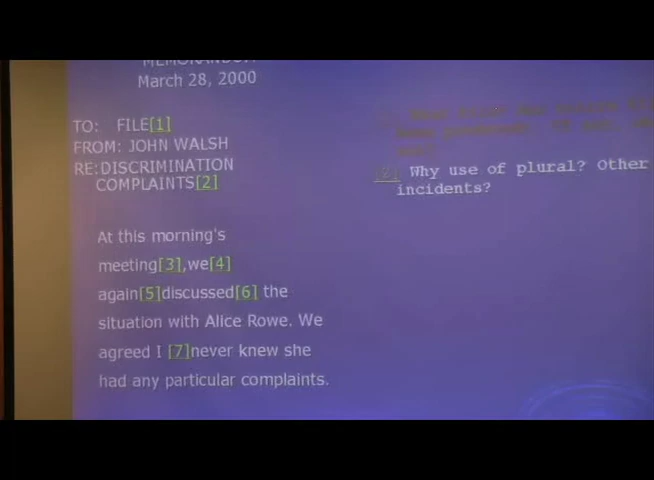 MEMORANDUM
March 28, 2000
TO: FILE[1]
FROM: JOHN WALSH
RE:DISCRIMINATION
COMPLAINTS[2]
At this morning's
meeting[3],we[4]
again[5]discussed[6] the
situation with Alice Rowe. We
agreed I [7]never knew she
had any particular complaints.
[2] Why use of plural? Other
incidents?